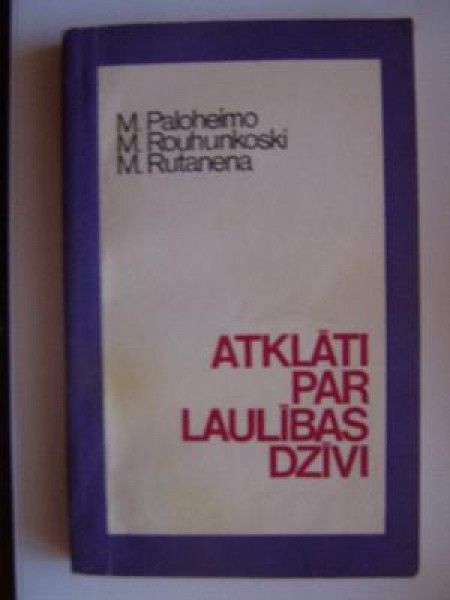 M. Paloheimo
M. Rouhunkoski
M. Rutanena
ATKLĀTI
PAR
LAULĪBAS
DZĪVI